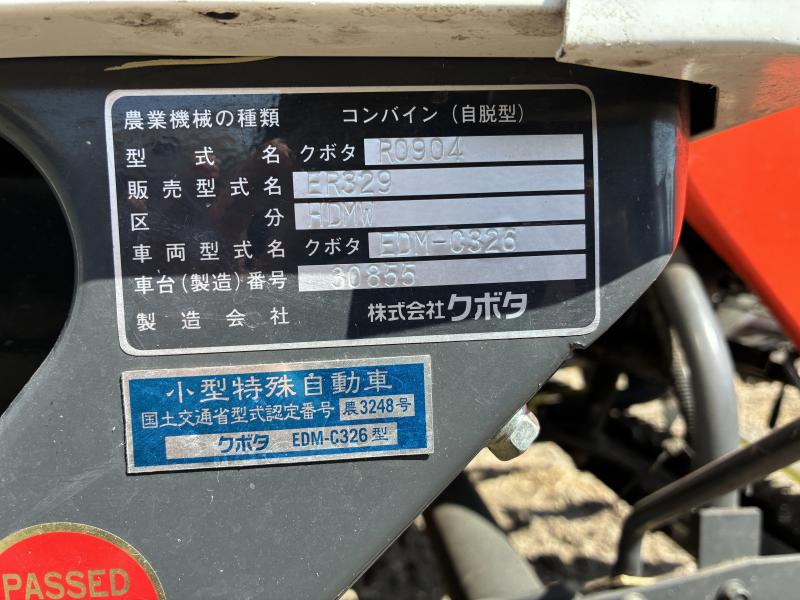 農業機械の種類 コンバイン(自脱型)
型式名 クボタ R0904
販売型式名 ER329
区分 HDMW
車両型式名 クボタ EDM-C326
車台(製造)番号 30855
製造会社 株式会社クボタ
小型特殊自動車
国土交通省型式認定番号 農3248号
クボタ EDM-C326型
PASSED